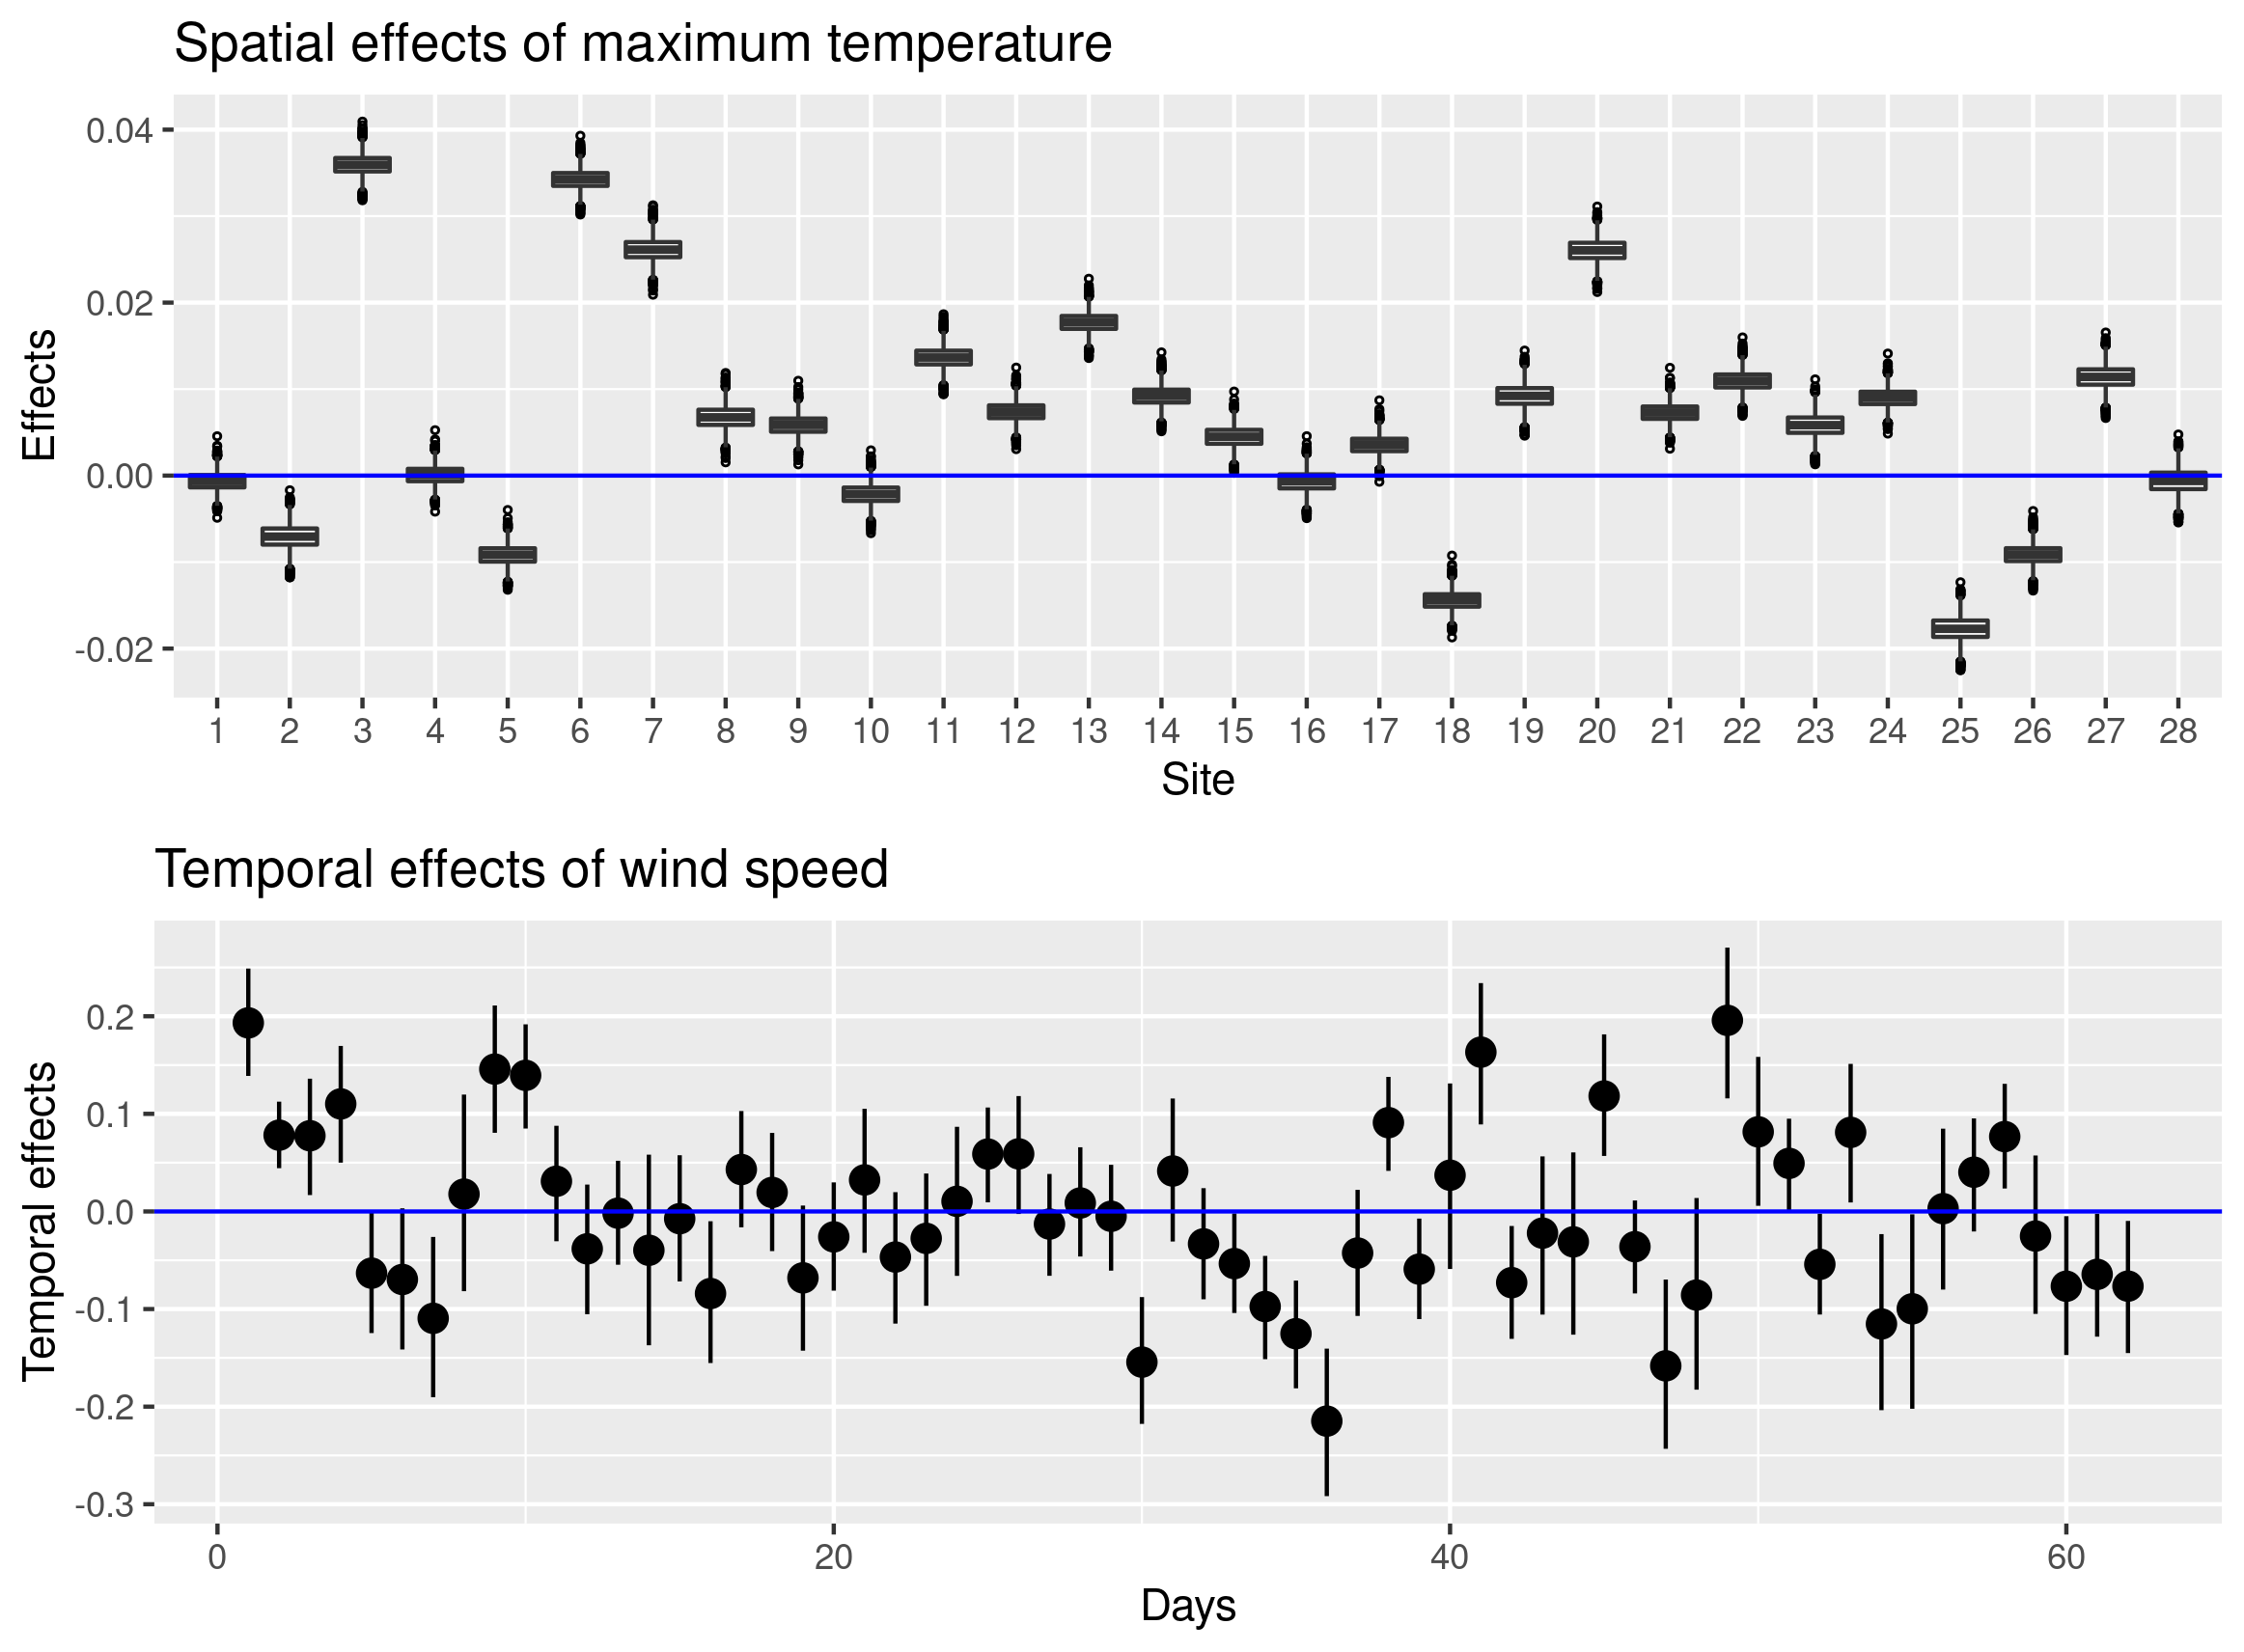 Spatial effects of maximum temperature
Effects
0.04
0.02
0.00
-0.02
1 2 3 4 5 6 7 8 9 10 11 12 13 14 15 16 17 18 19 20 21 22 23 24 25 26 27 28
Site
Temporal effects of wind speed
Temporal effects
0.2
0.1
0.0
-0.1
-0.2
-0.3
0 20 40 60
Days